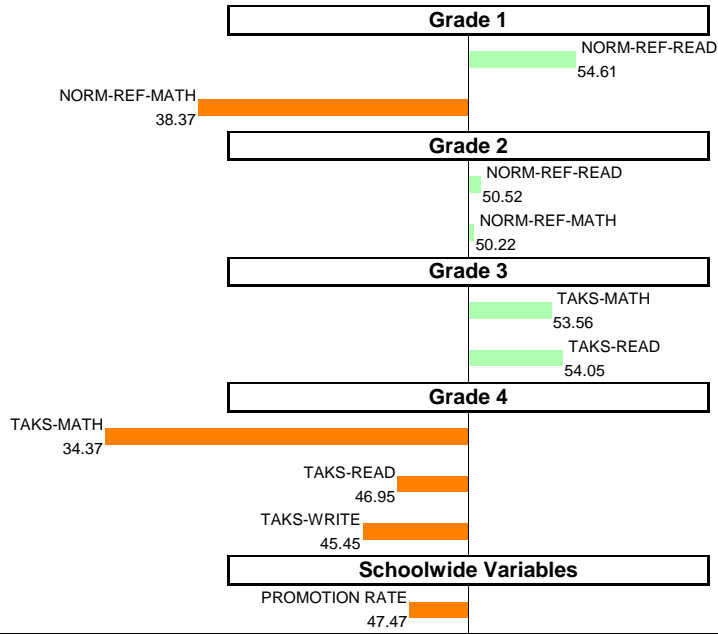 Grade 1
NORM-REF-READ
54.61
NORM-REF-MATH
38.37
Grade 2
NORM-REF-READ
50.52
NORM-REF-MATH
50.22
Grade 3
TAKS-MATH
53.56
TAKS-READ
54.05
Grade 4
TAKS-MATH
34.37
TAKS-READ
46.95
TAKS-WRITE
45.45
Schoolwide Variables
PROMOTION RATE
47.47